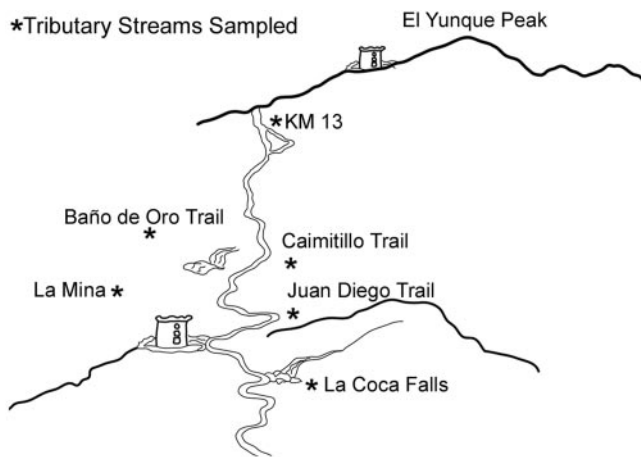 *Tributary Streams Sampled
El Yunque Peak
*KM 13
Baño de Oro Trail
*
Caimitillo Trail
*
La Mina *
Juan Diego Trail
*
* La Coca Falls